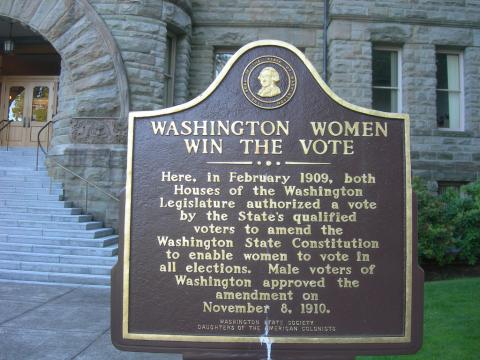 WASHINGTON WOMEN
WIN THE VOTE
Here, in February 1909, both
Houses of the Washington
Legislature authorized a vote
by the State's qualified
voters to amend the
Washington State Constitution
to enable women to vote in
all elections. Male voters of
Washington approved the
amendment on
November 8, 1910.
WASHINGTON STATE SOCIETY
DAUGHTERS OF THE AMERICAN COLONISTS